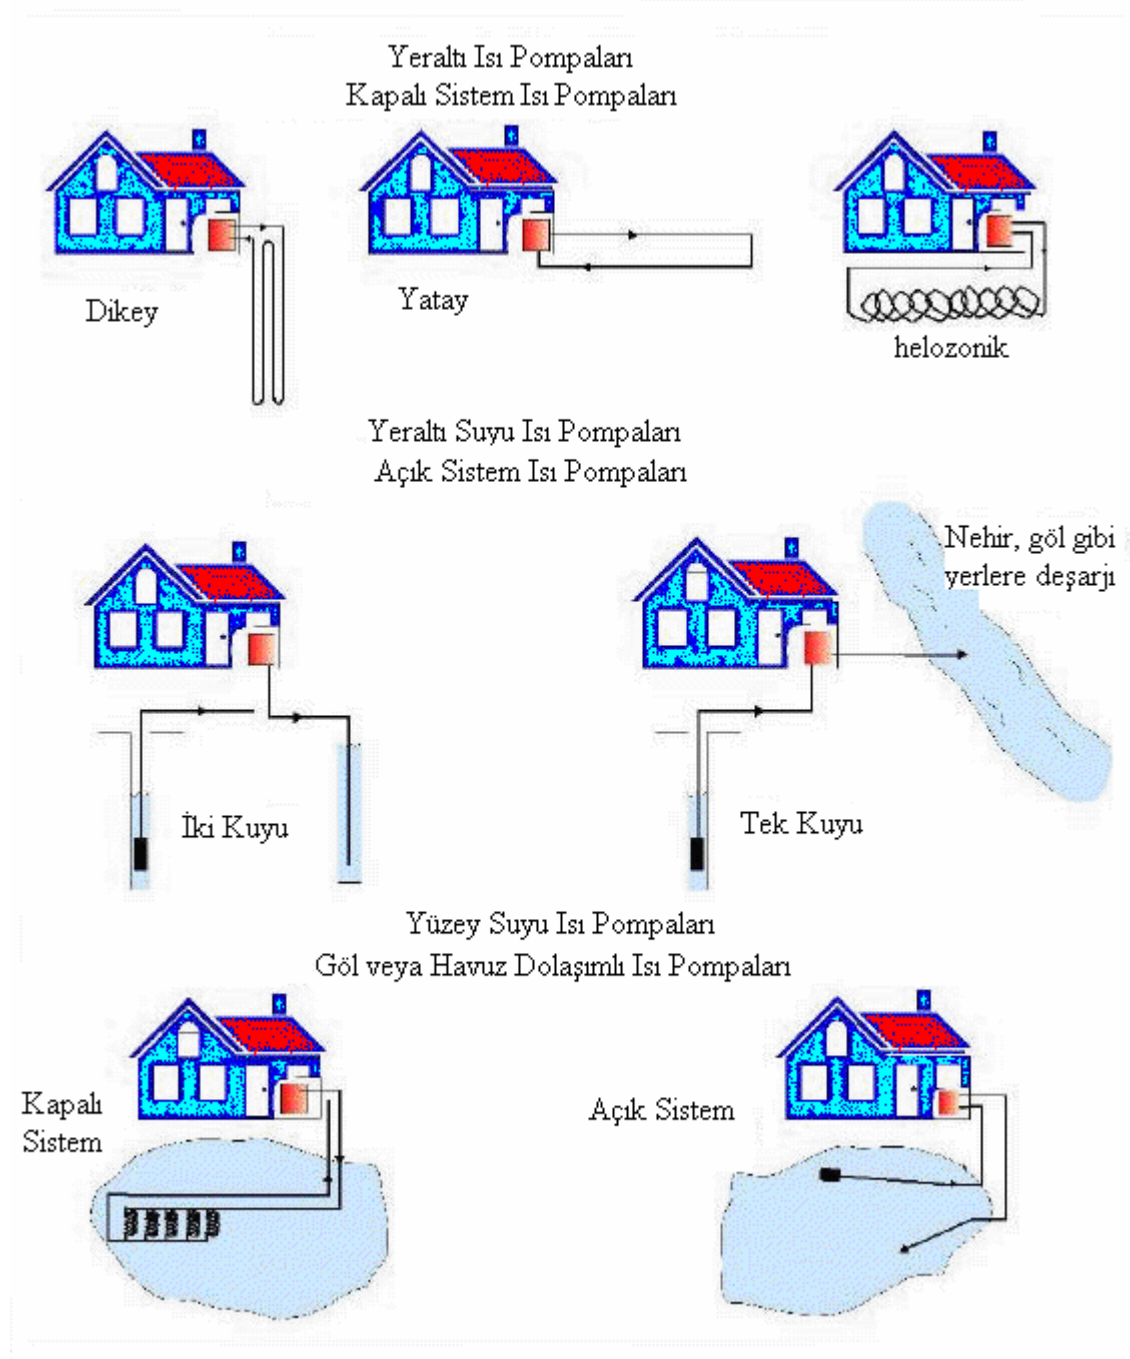 Yeraltı Isı Pompaları
Kapalı Sistem Isı Pompaları
Dikey
Yatay
helozonik
Yeraltı Suyu Isı Pompaları
Açık Sistem Isı Pompaları
Nehir, göl gibi
yerlere deşarjı
İki Kuyu
Tek Kuyu
Yüzey Suyu Isı Pompaları
Göl veya Havuz Dolaşımlı Isı Pompaları
Kapalı
Sistem
Açık Sistem